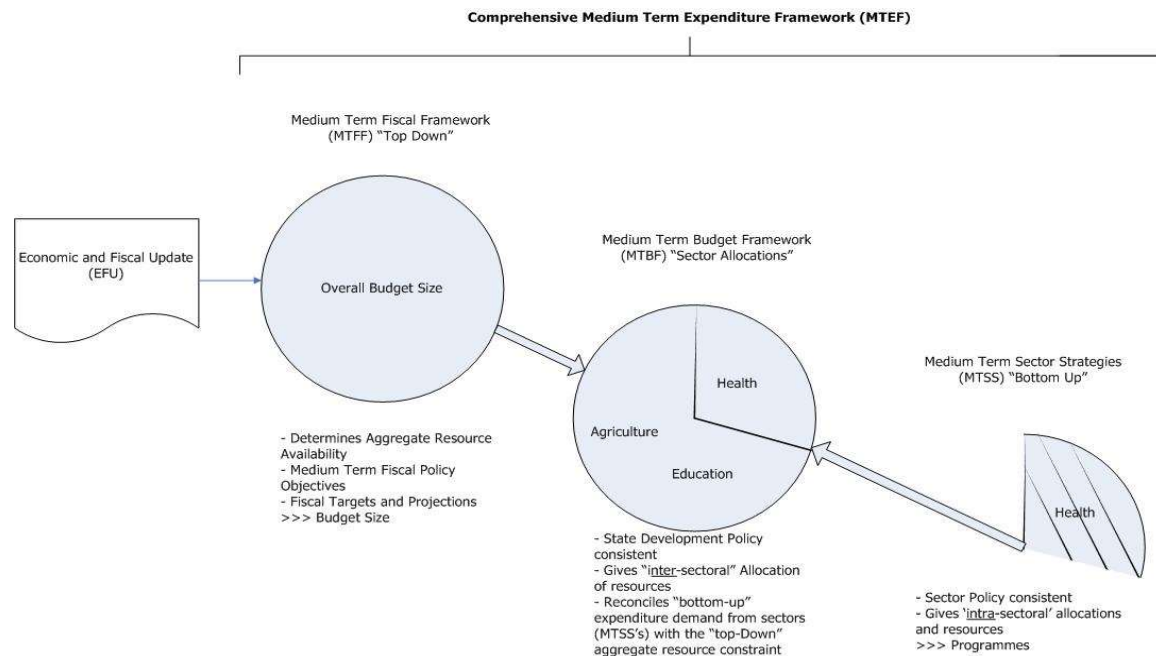 Comprehensive Medium Term Expenditure Framework (MTEF)
Medium Term Fiscal Framework
(MTFF) “Top Down”
Economic and Fiscal Update
(EFU)
Overall Budget Size
- Determines Aggregate Resource
Availability
- Medium Term Fiscal Policy
Objectives
- Fiscal Targets and Projections
>>> Budget Size
Medium Term Budget Framework
(MTBF) “Sector Allocations”
Health
Agriculture
Education
- State Development Policy
consistent
- Gives “inter-sectoral” Allocation
of resources
- Reconciles “bottom-up”
expenditure demand from sectors
(MTSS’s) with the “top-Down”
aggregate resource constraint
Medium Term Sector Strategies
(MTSS) “Bottom Up”
Health
- Sector Policy consistent
- Gives ‘intra-sectoral’ allocations
and resources
>>> Programmes